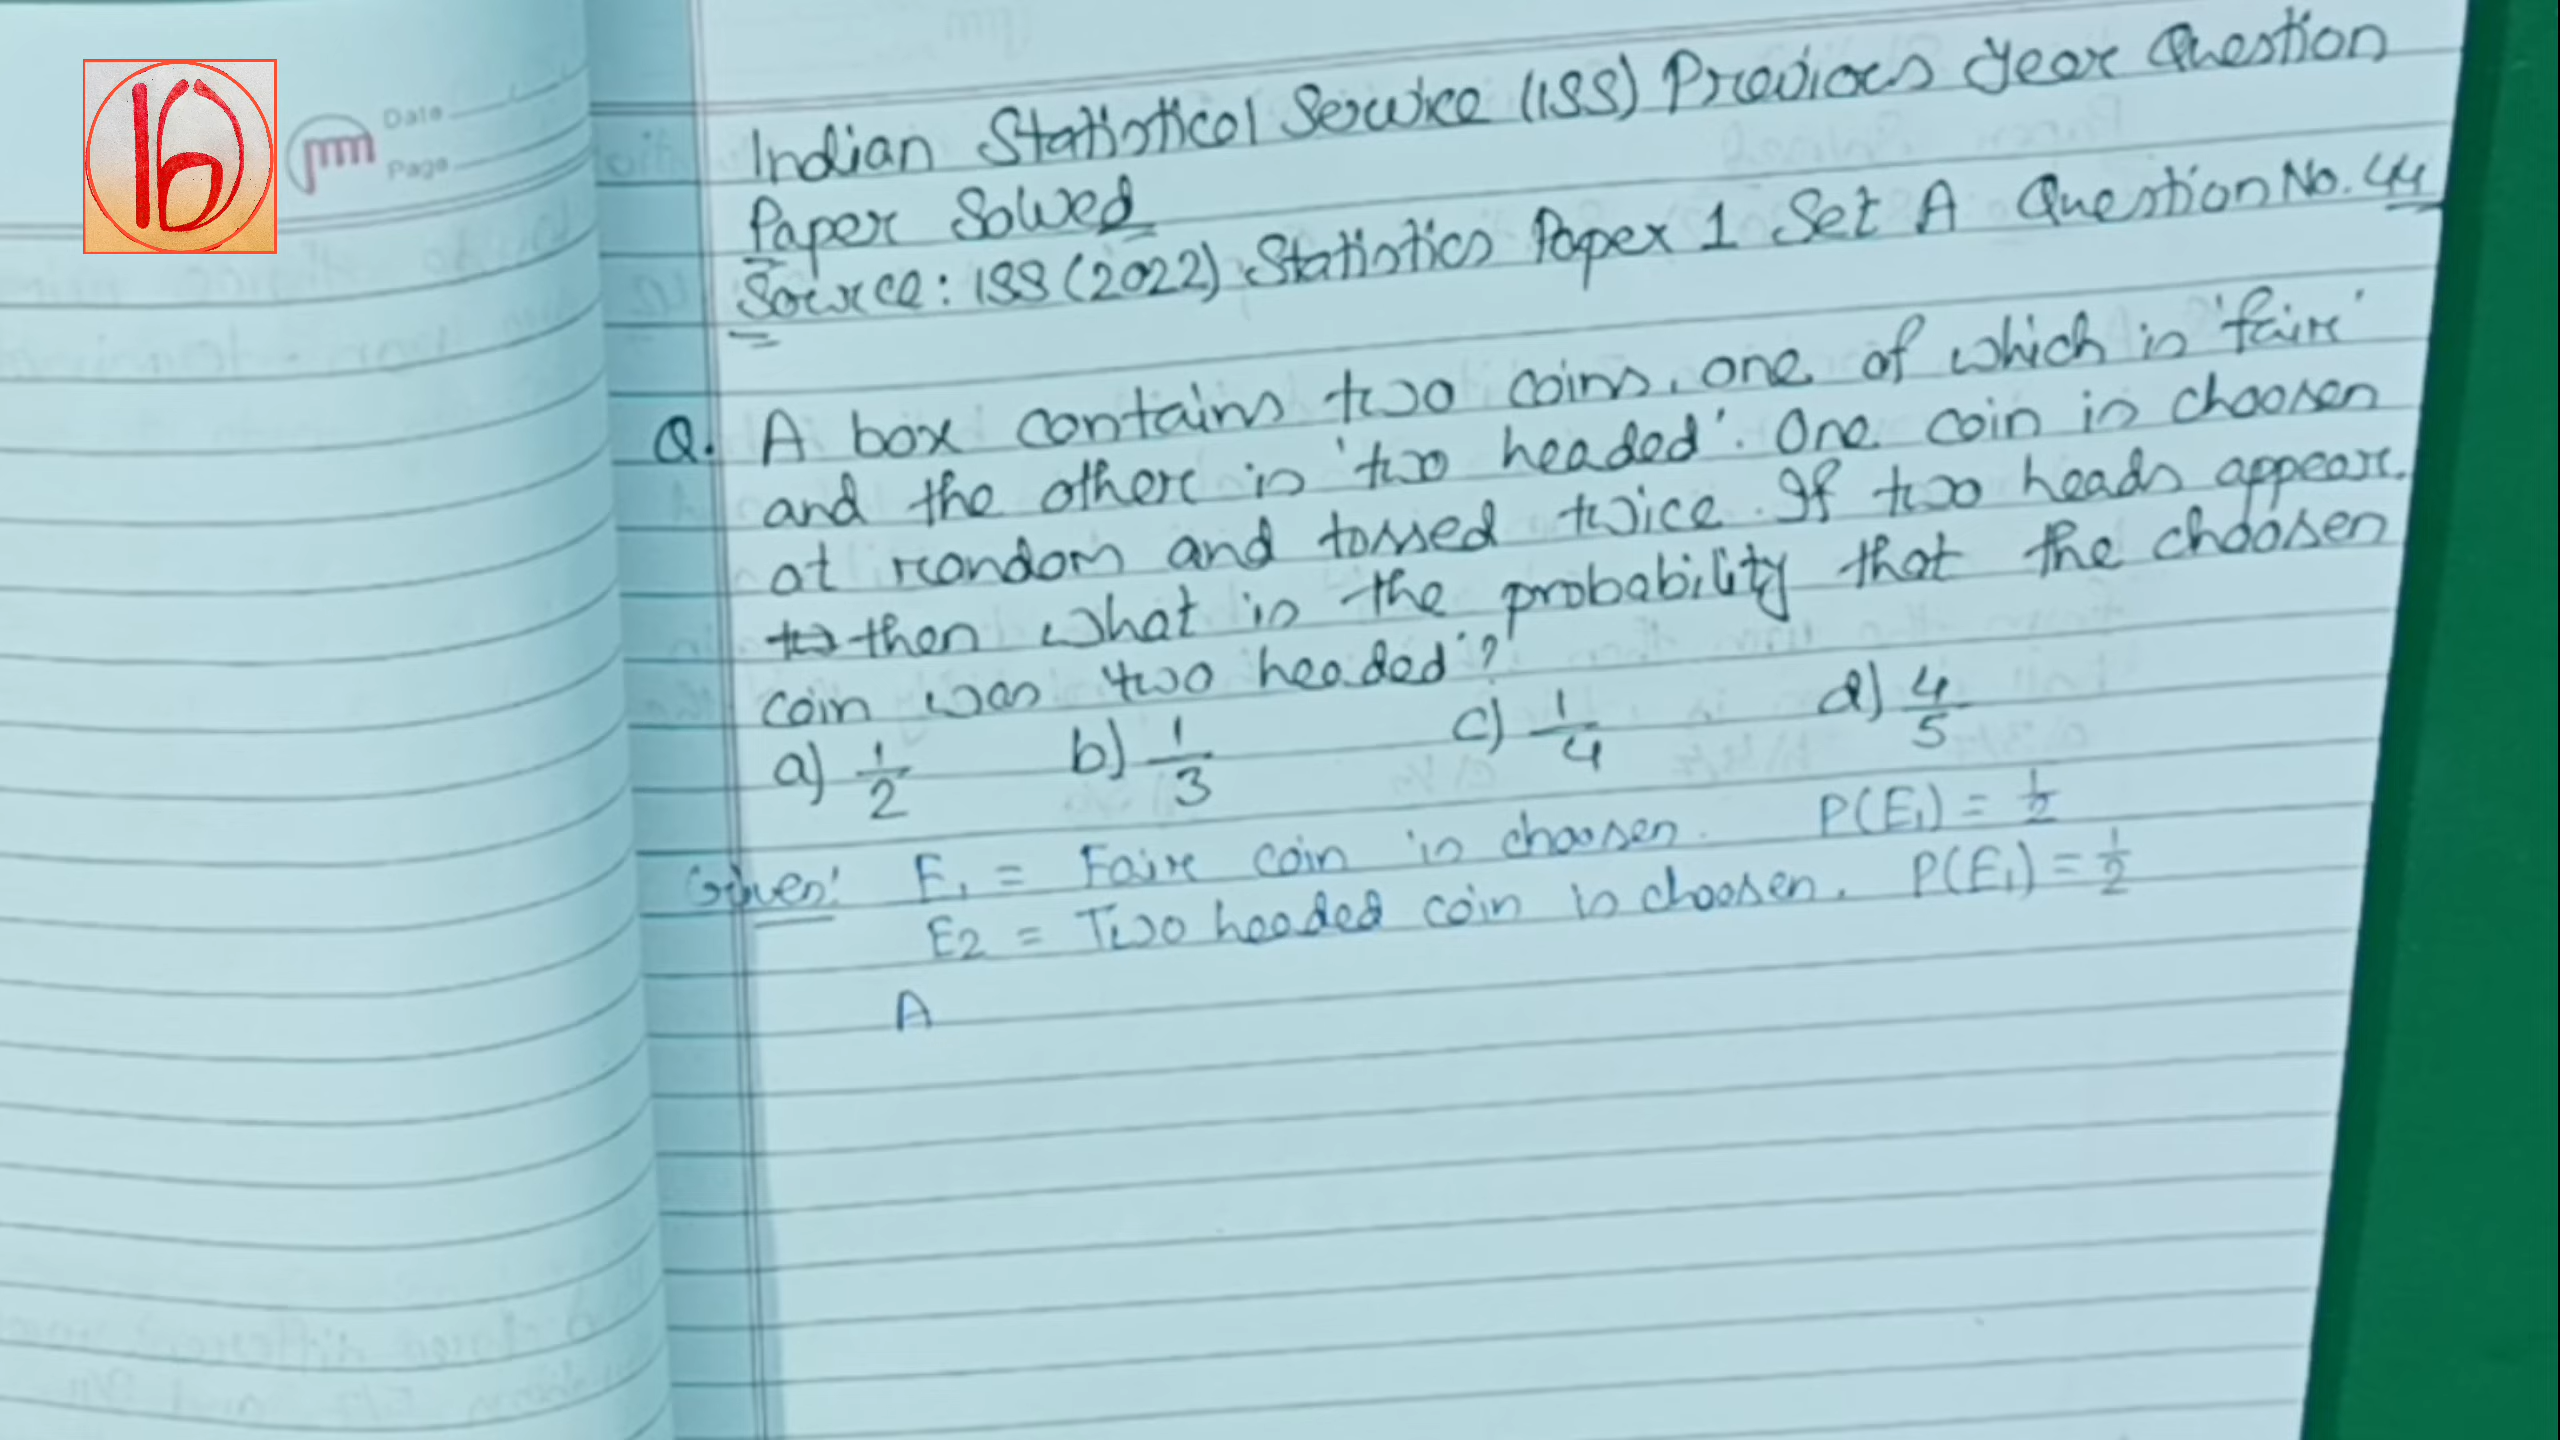 Date
Page
Indian Statistical Service (ISS) Previous Year Question
Paper Solved
Source: ISS (2022) Statistics Paper 1 Set A Question No. 44
Q. A box contains two coins, one of which is 'fair'
and the other is 'two headed'. One coin is choosen
at random and tossed twice. If two heads appear.
then what is the probability that the choosen
coin was 'two headed'?
a) 1/2 b) 1/3 c) 1/4 d) 4/5
Given: E1 = Fair coin is choosen. P(E1) = 1/2
E2 = Two headed coin is choosen. P(E1) = 1/2
A